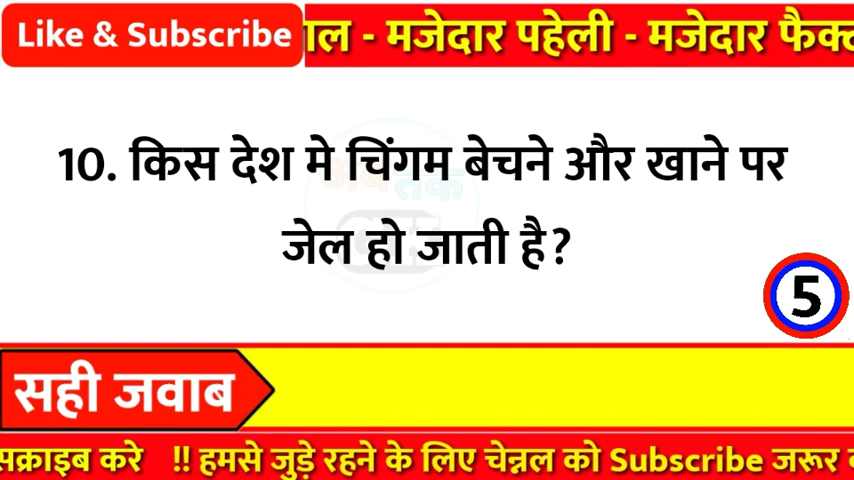 Like & Subscribe
ाल - मजेदार पहेली - मजेदार फैक्ट
10. किस देश मे चिंगम बेचने और खाने पर
जेल हो जाती है?
5
सही जवाब
सक्राइब करे !! हमसे जुड़े रहने के लिए चेन्नल को Subscribe जरूर